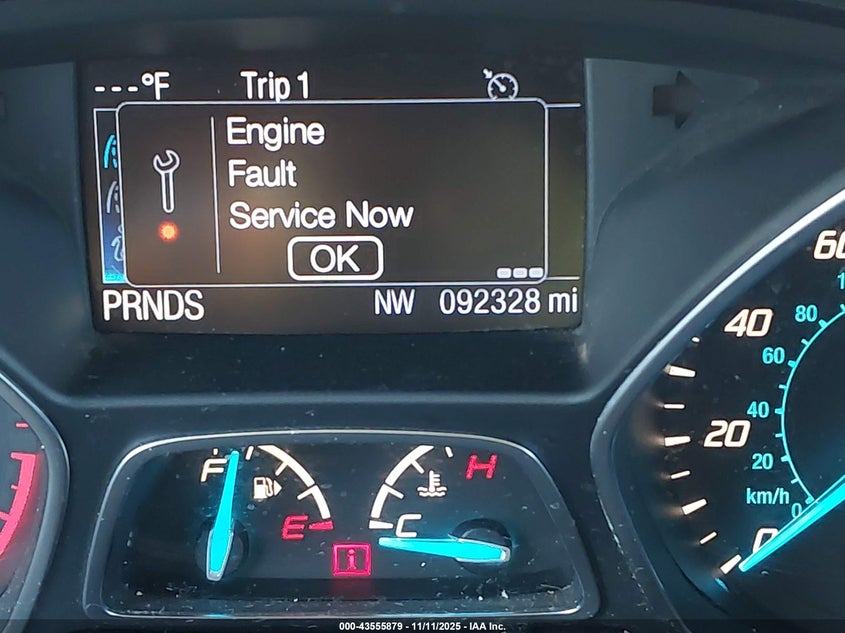 ---°F Trip 1
Engine
Fault
Service Now
OK
PRNDS NW 092328 mi
F E
C H
i
60
40
20
0
80
60
40
20
km/h 0
000-43555879 - 11/11/2025 - IAA Inc.